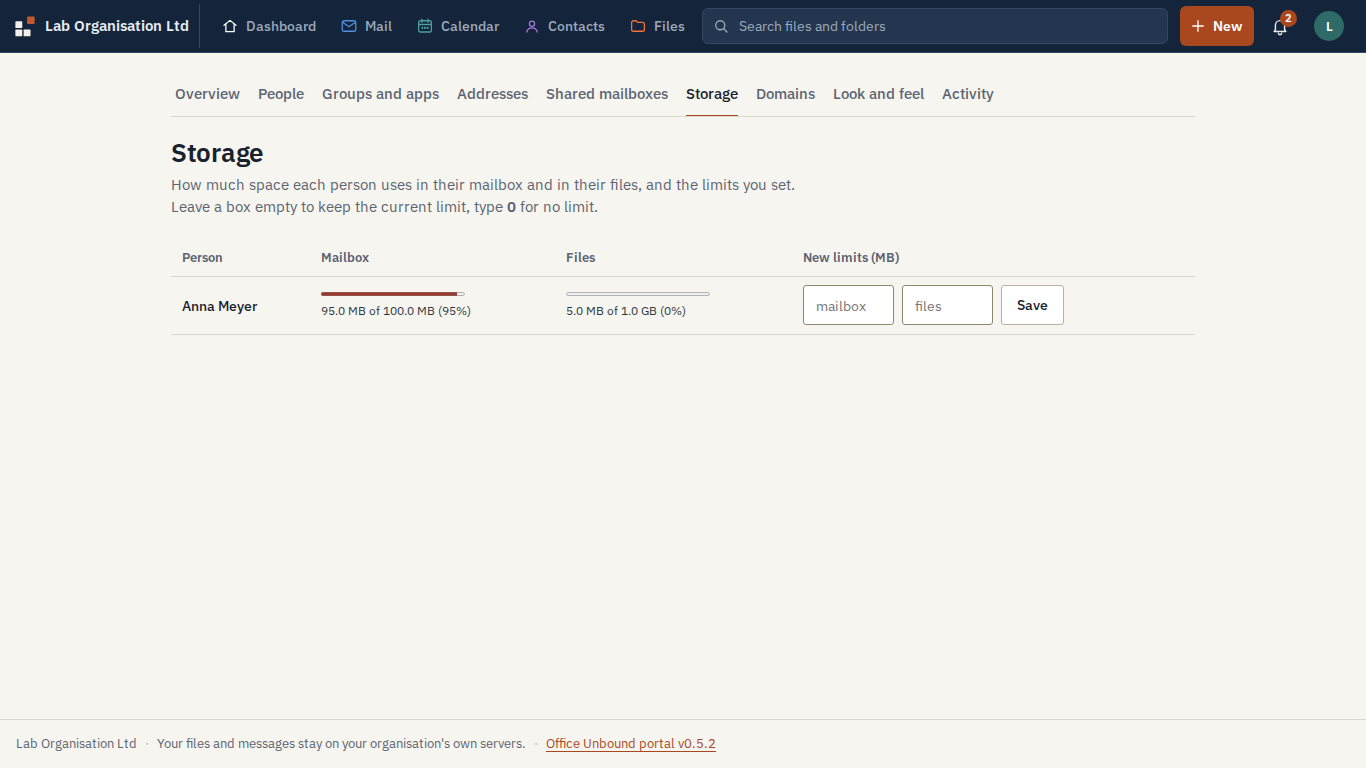 Lab Organisation Ltd
Dashboard
Mail
Calendar
Contacts
Files
Search files and folders
New
2
L
Overview
People
Groups and apps
Addresses
Shared mailboxes
Storage
Domains
Look and feel
Activity
Storage
How much space each person uses in their mailbox and in their files, and the limits you set.
Leave a box empty to keep the current limit, type 0 for no limit.
Person
Mailbox
Files
New limits (MB)
Anna Meyer
95.0 MB of 100.0 MB (95%)
5.0 MB of 1.0 GB (0%)
mailbox
files
Save
Lab Organisation Ltd · Your files and messages stay on your organisation's own servers. · Office Unbound portal v0.5.2